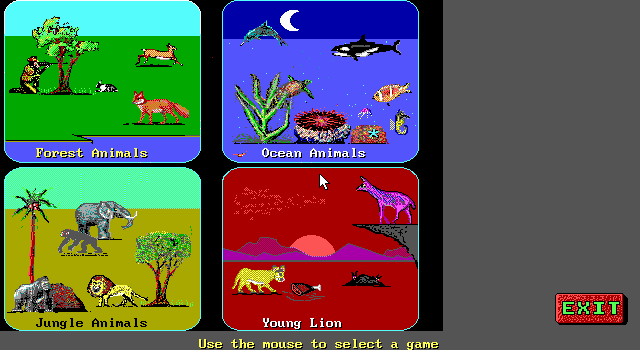 Forest Animals
Ocean Animals
Jungle Animals
Young Lion
EXIT
Use the mouse to select a game